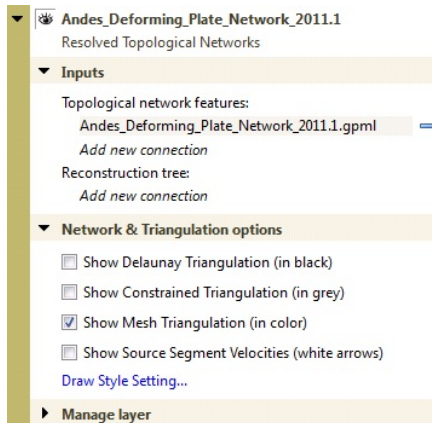 Andes_Deforming_Plate_Network_2011.1
Resolved Topological Networks
Inputs
Topological network features:
Andes_Deforming_Plate_Network_2011.1.gpml
Add new connection
Reconstruction tree:
Add new connection
Network & Triangulation options
Show Delaunay Triangulation (in black)
Show Constrained Triangulation (in grey)
Show Mesh Triangulation (in color)
Show Source Segment Velocities (white arrows)
Draw Style Setting...
Manage layer